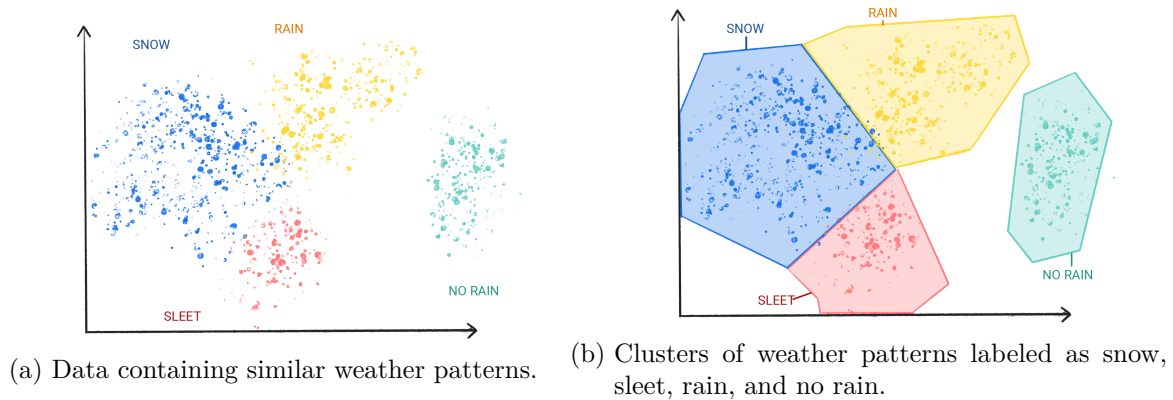 SNOW
RAIN
NO RAIN
SLEET
(a) Data containing similar weather patterns.
RAIN
SNOW
NO RAIN
SLEET
(b) Clusters of weather patterns labeled as snow,
sleet, rain, and no rain.